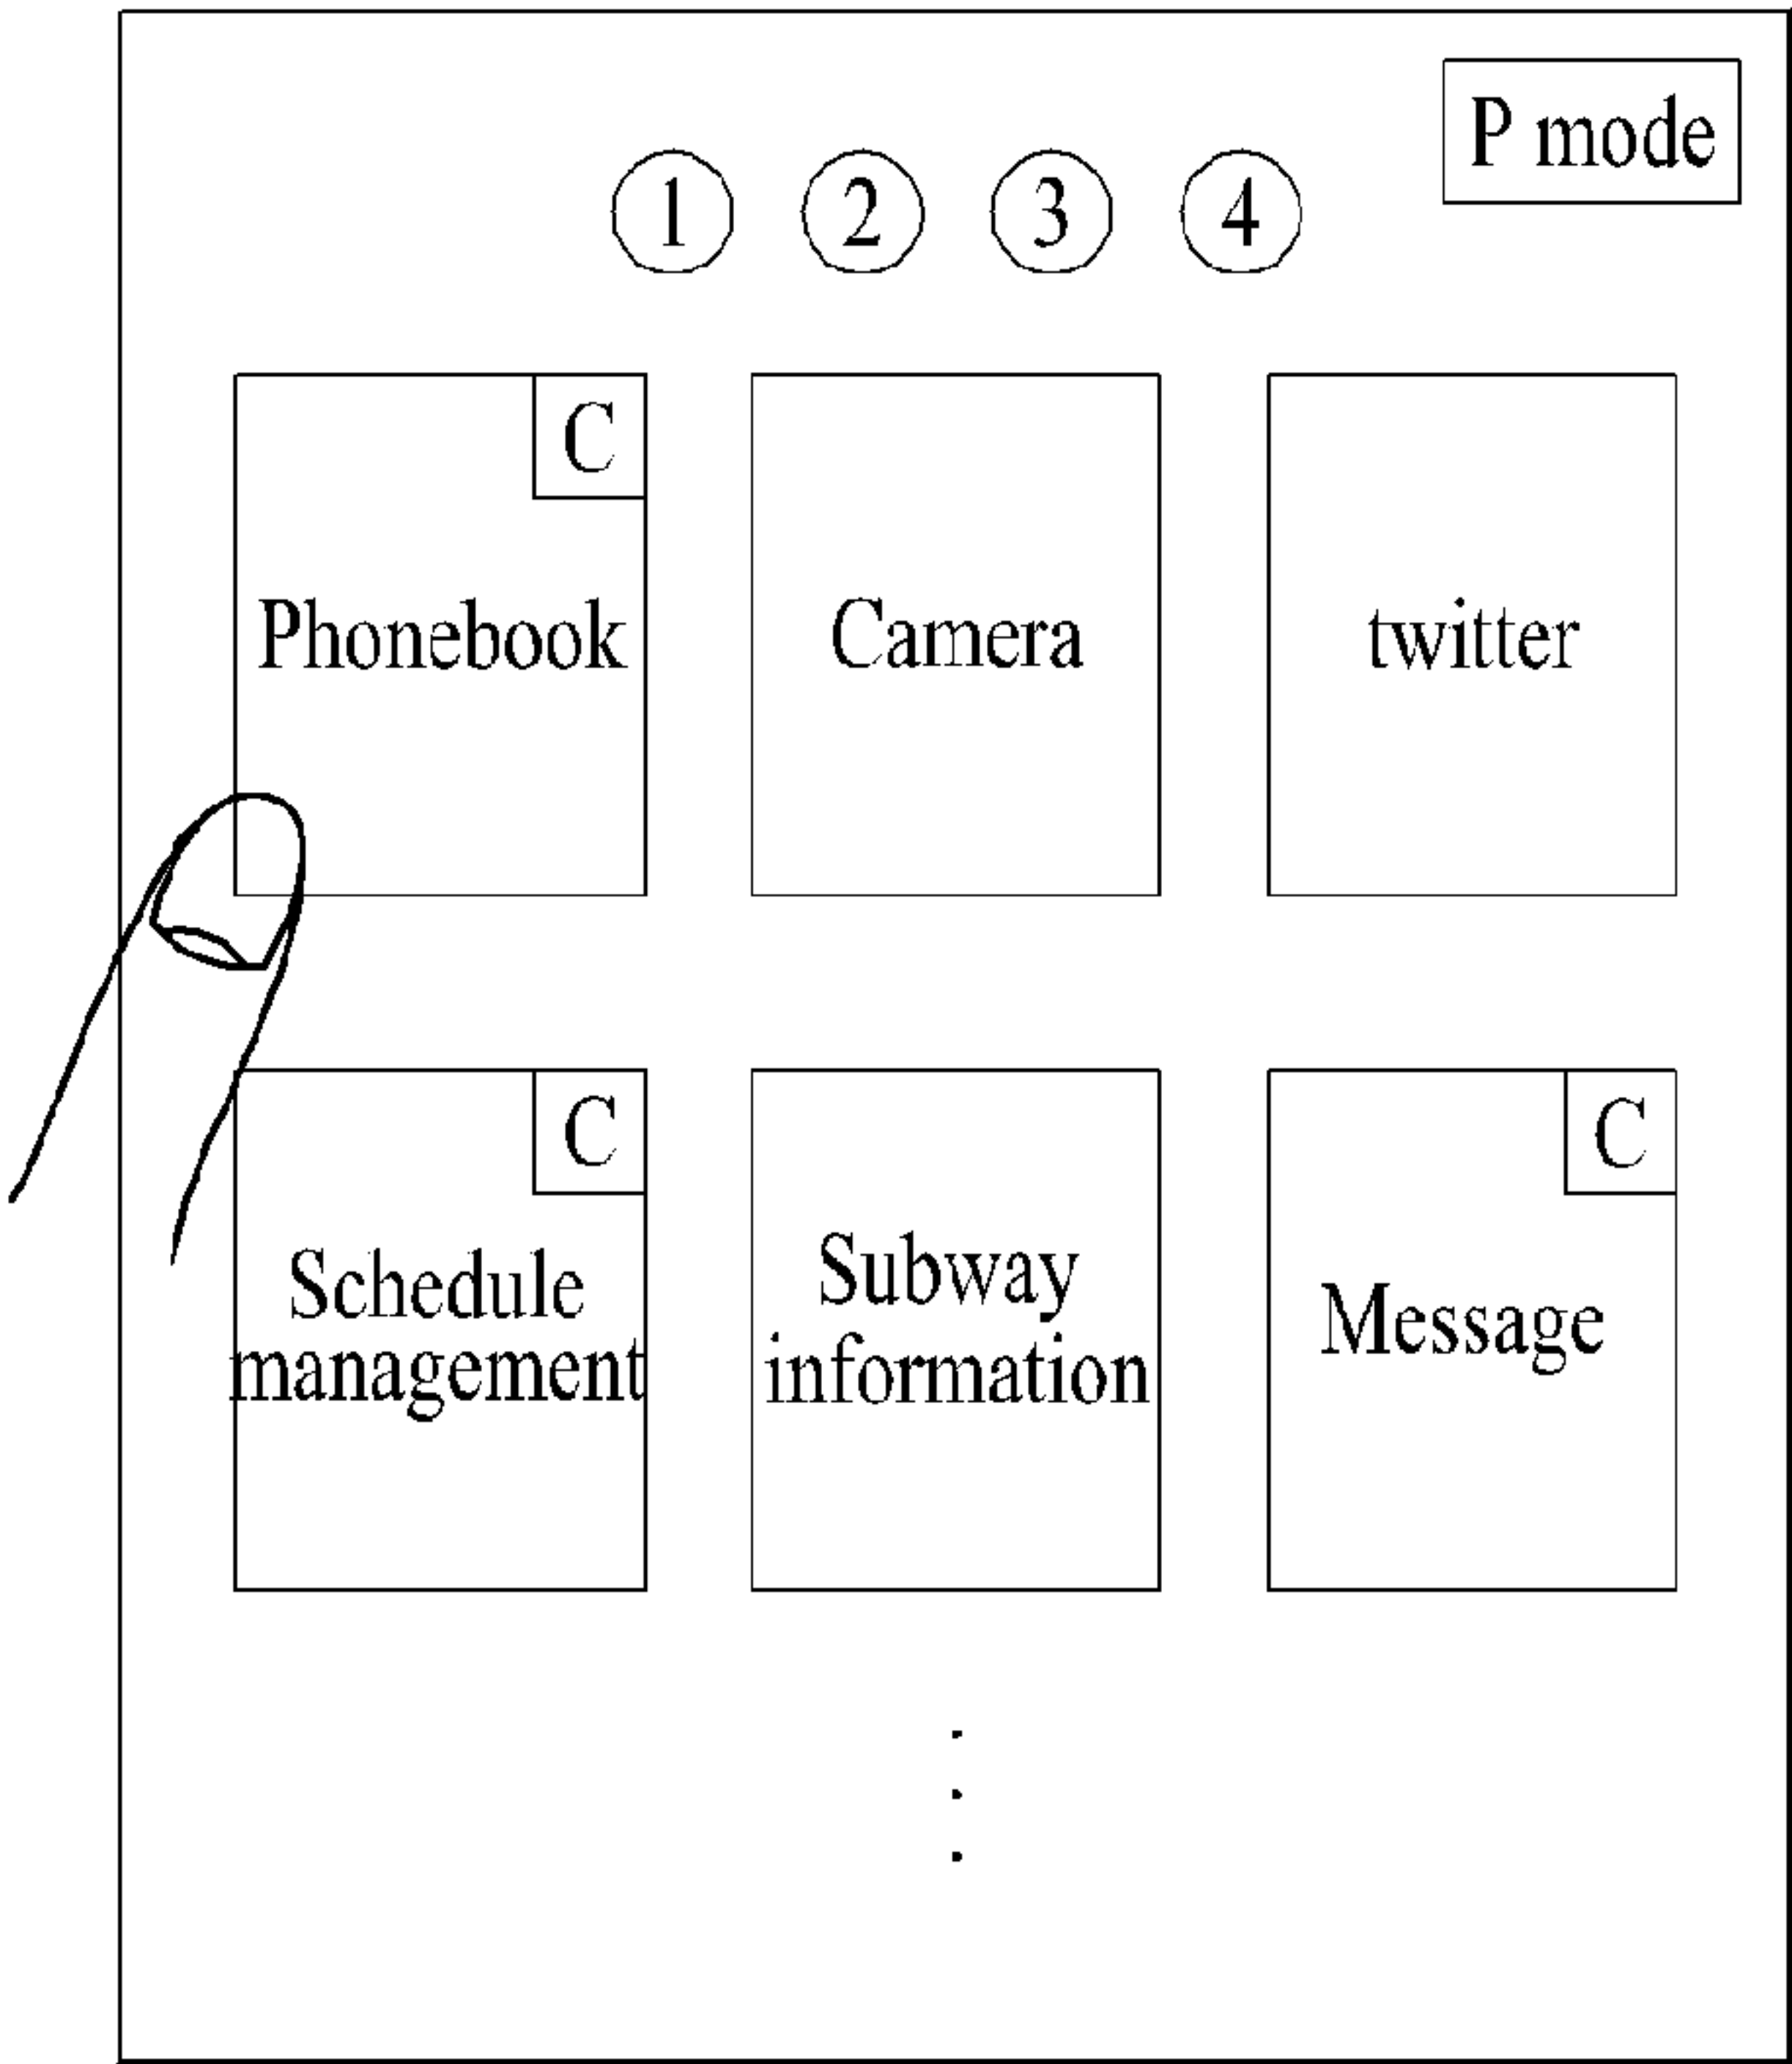 P mode
1 2 3 4
C
Phonebook
Camera
twitter
C
Schedule
management
Subway
information
C
Message